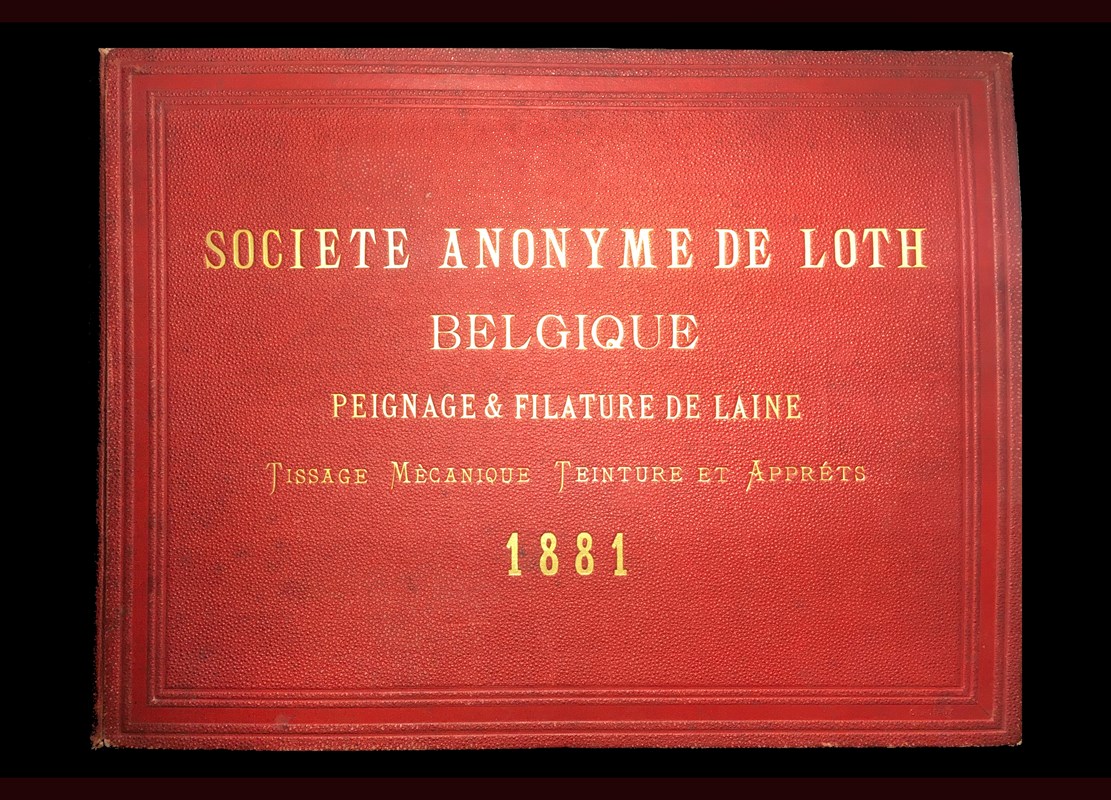 SOCIETE ANONYME DE LOTH
BELGIQUE
PEIGNAGE & FILATURE DE LAINE
TISSAGE MÈCANIQUE TEINTURE ET APPRÊTS
1881